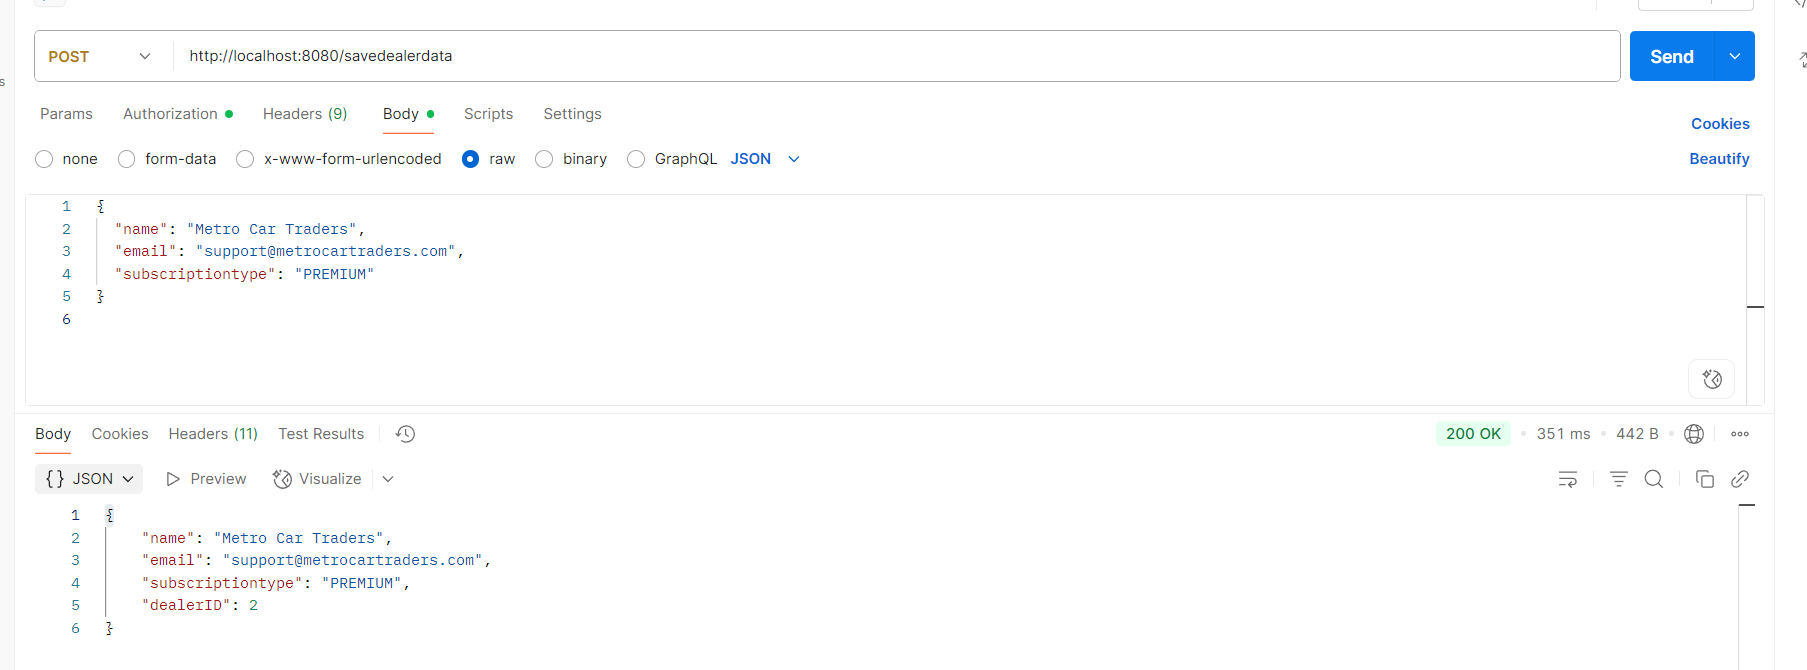 POST http://localhost:8080/savedealerdata Send
s
Params Authorization Headers (9) Body Scripts Settings
Cookies
none form-data x-www-form-urlencoded raw binary GraphQL JSON Beautify
1 {
2 "name": "Metro Car Traders",
3 "email": "support@metrocartraders.com",
4 "subscriptiontype": "PREMIUM"
5 }
6
Body Cookies Headers (11) Test Results 200 OK 351 ms 442 B
{} JSON Preview Visualize
1 {
2 "name": "Metro Car Traders",
3 "email": "support@metrocartraders.com",
4 "subscriptiontype": "PREMIUM",
5 "dealerID": 2
6 }